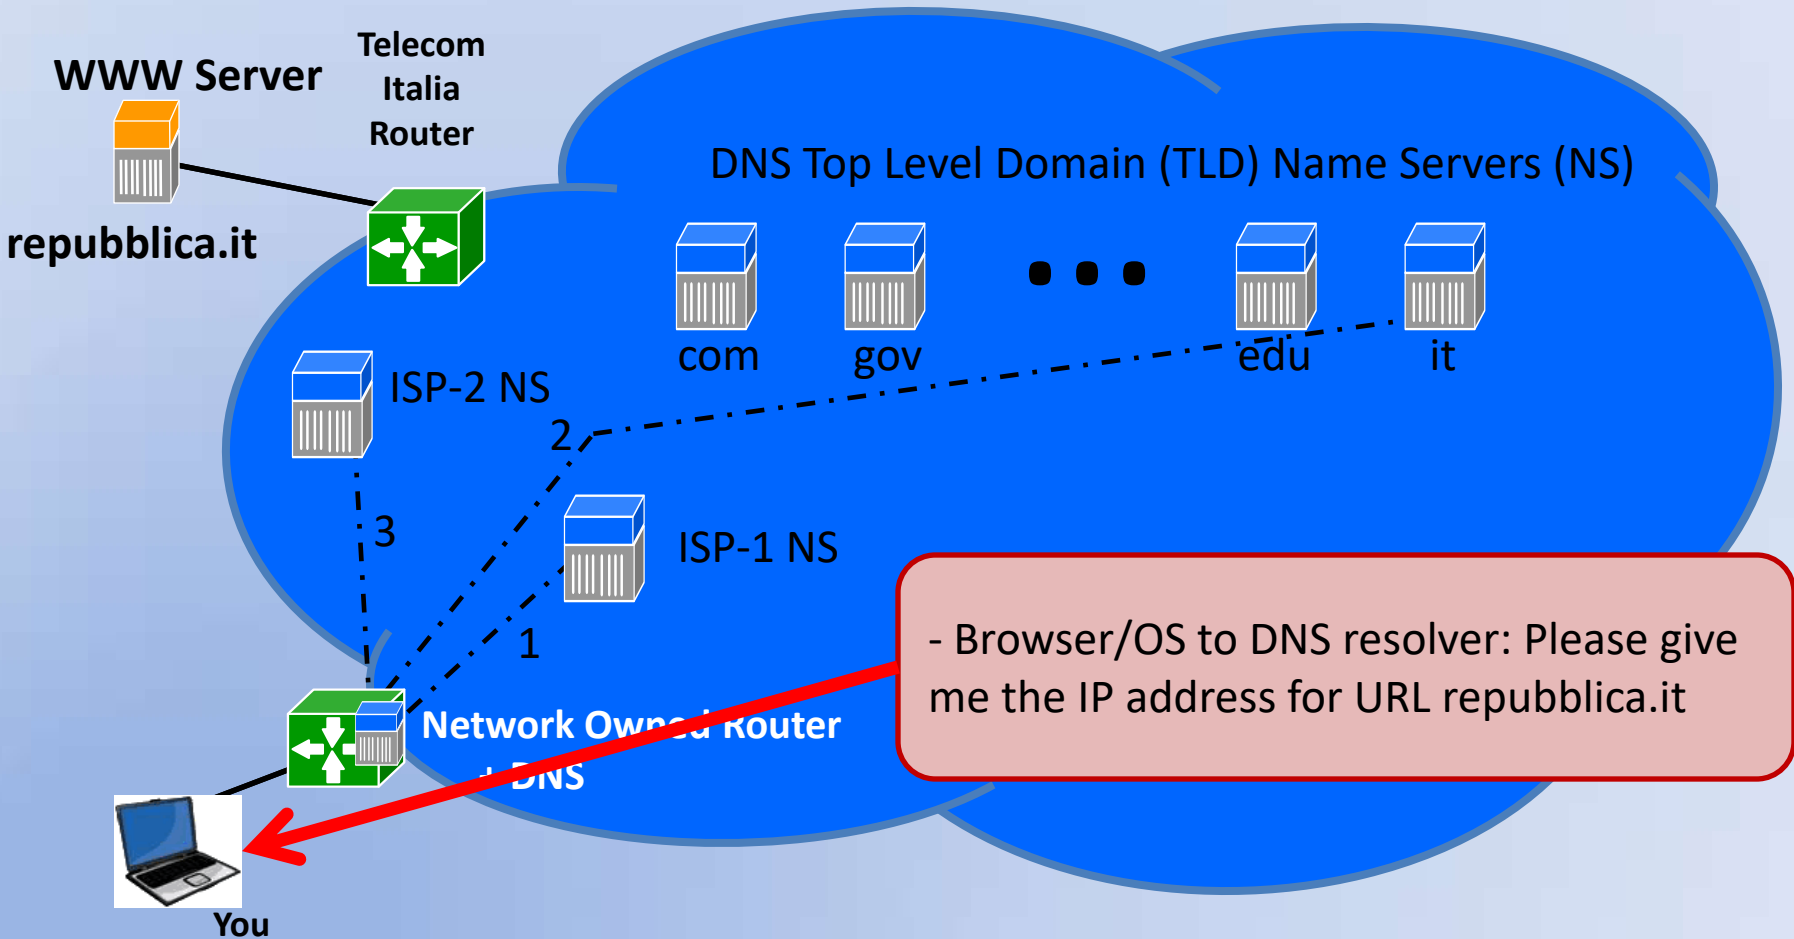 WWW Server
repubblica.it
Telecom
Italia
Router
DNS Top Level Domain (TLD) Name Servers (NS)
com
gov
edu
it
ISP-2 NS
2
3
ISP-1 NS
1
- Browser/OS to DNS resolver: Please give
me the IP address for URL repubblica.it
Network Owned Router
+ DNS
You